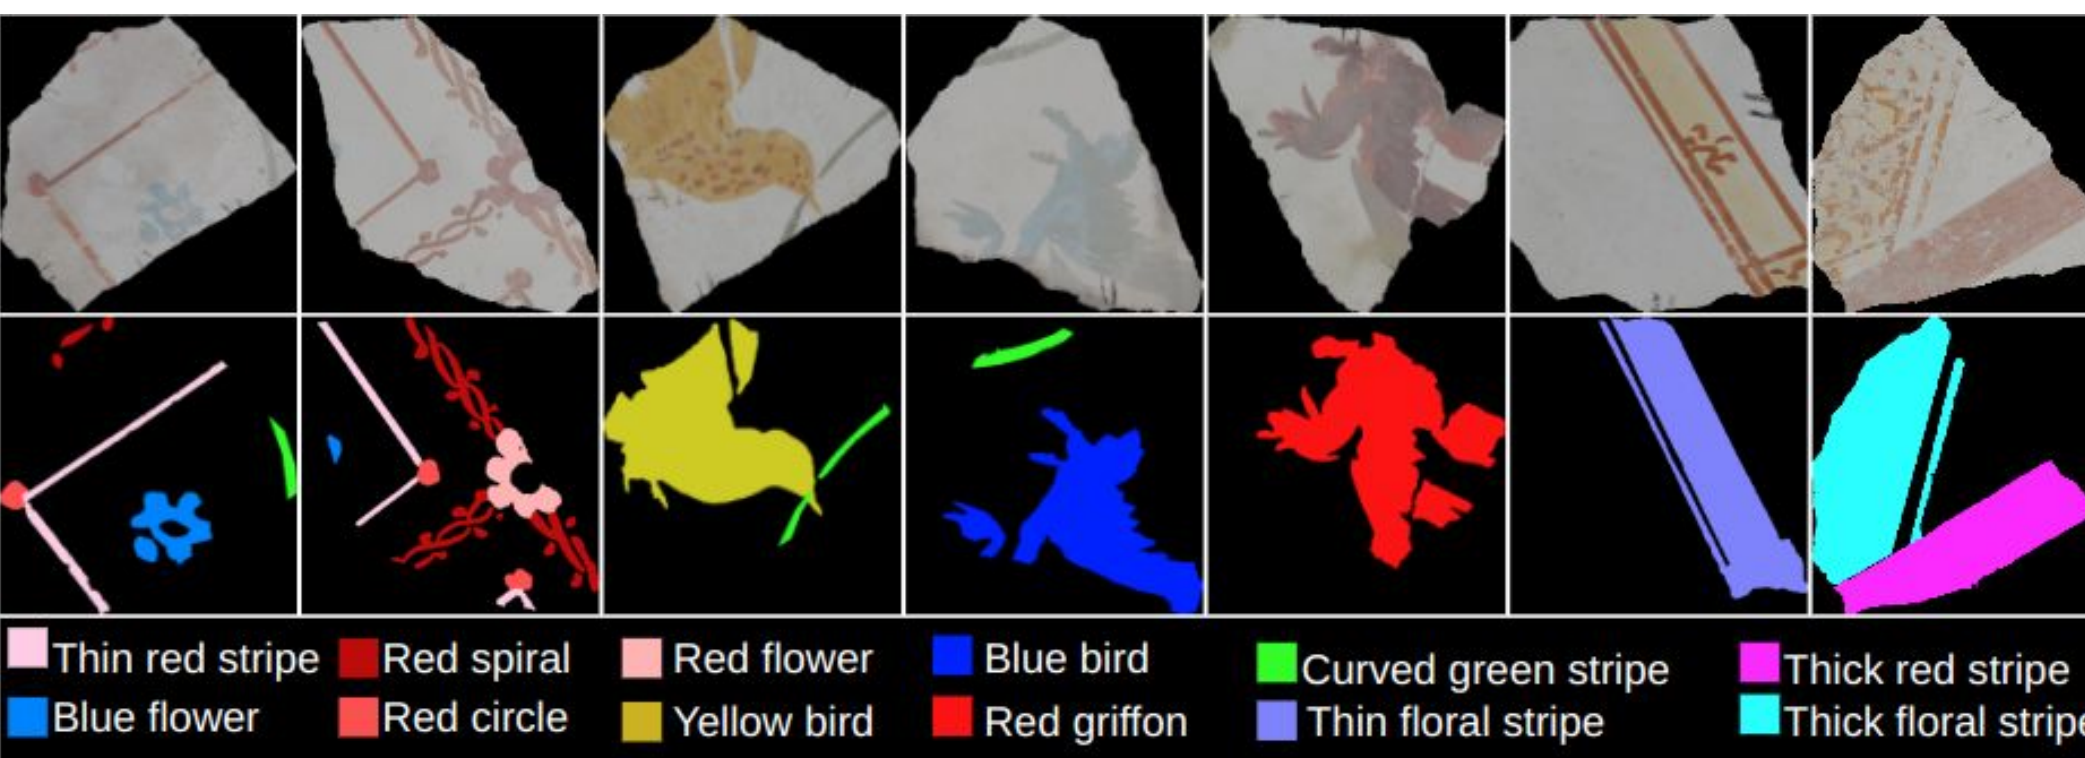 Thin red stripe Red spiral Red flower Blue bird Curved green stripe Thick red stripe
Blue flower Red circle Yellow bird Red griffon Thin floral stripe Thick floral stripe